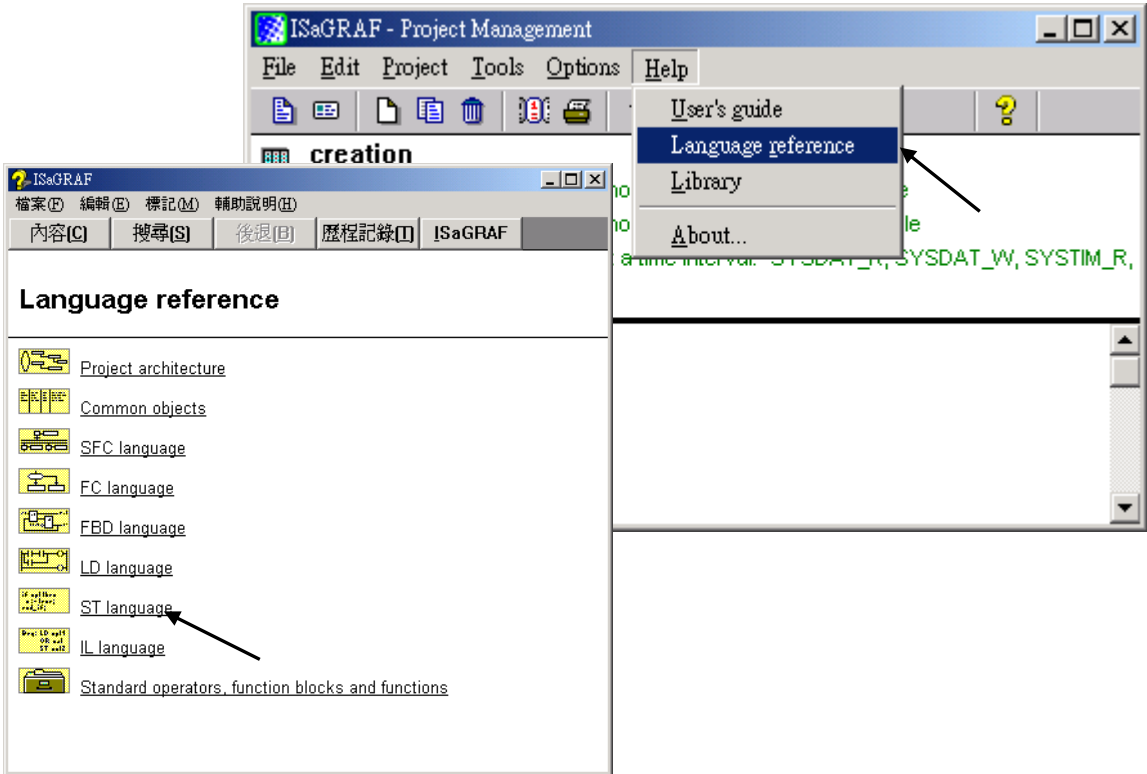 ISaGRAF - Project Management
File Edit Project Tools Options Help
User's guide
Language reference
Library
About...
creation
le
a time interval: SYSDAT_R, SYSDAT_W, SYSTIM_R,
ISaGRAF
檔案(F) 編輯(E) 標記(M) 輔助說明(H)
內容(C) 搜尋(S) 後退(B) 歷程記錄(T) ISaGRAF
Language reference
Project architecture
Common objects
SFC language
FC language
FBD language
LD language
ST language
IL language
Standard operators, function blocks and functions